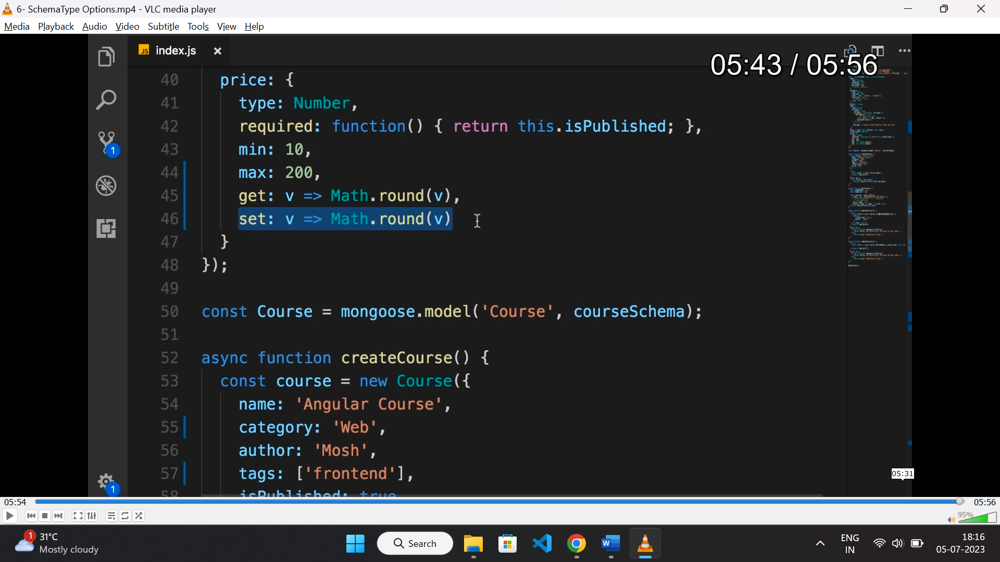 6- SchemaType Options.mp4 - VLC media player
Media Playback Audio Video Subtitle Tools View Help
JS index.js
05:43 / 05:56
40 price: {
41 type: Number,
42 required: function() { return this.isPublished; },
43 min: 10,
44 max: 200,
45 get: v => Math.round(v),
46 set: v => Math.round(v)
47 }
48 });
49
50 const Course = mongoose.model('Course', courseSchema);
51
52 async function createCourse() {
53 const course = new Course({
54 name: 'Angular Course',
55 category: 'Web',
56 author: 'Mosh',
57 tags: ['frontend'],
58 isPublished: true
1
1
05:31
05:54
05:56
95%
1
31°C
Mostly cloudy
Search
W
ENG
IN
18:16
05-07-2023